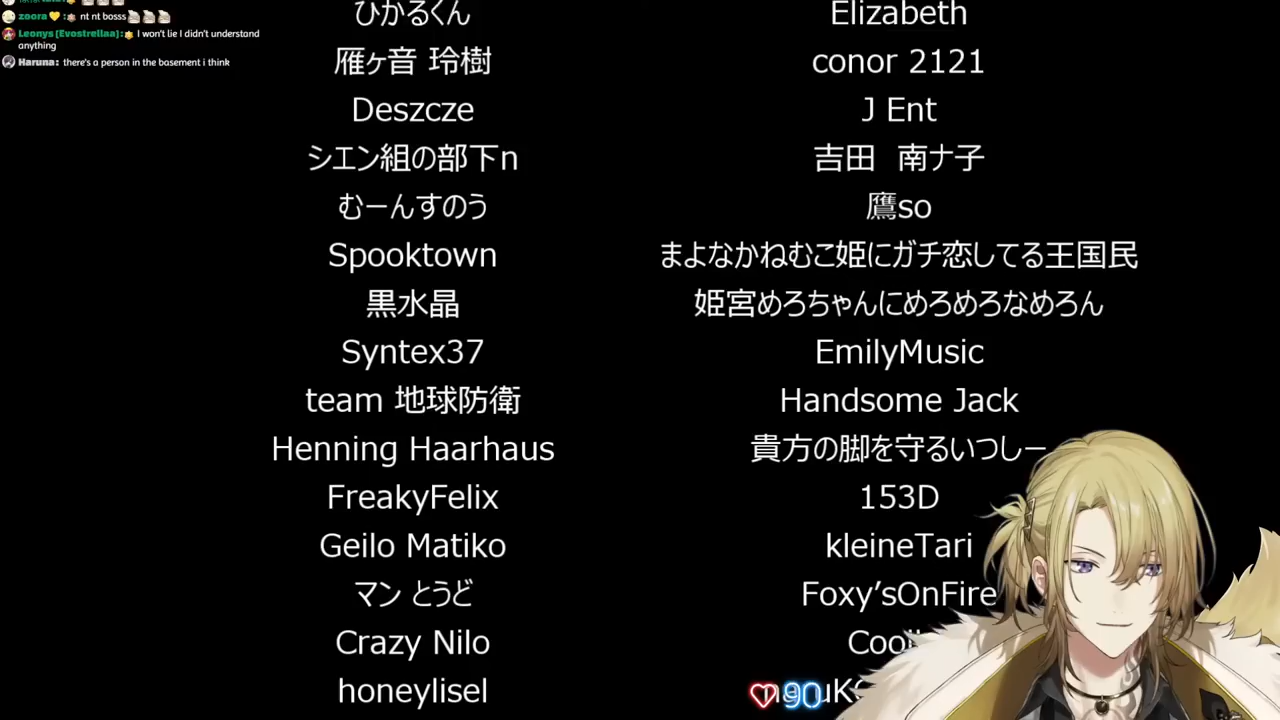 zoora💛: nt nt bosss
Leonys [Evostrellaa]: I won't lie I didn't understand
anything
Haruna: there's a person in the basement i think
ひかるくん
Elizabeth
雁ヶ音 玲樹
conor 2121
Deszcze
J Ent
シエン組の部下n
吉田　南ナ子
むーんすのう
鷹so
Spooktown
まよなかねむこ姫にガチ恋してる王国民
黒水晶
姫宮めろちゃんにめろめろなめろん
Syntex37
EmilyMusic
team 地球防衛
Handsome Jack
Henning Haarhaus
貴方の脚を守るいつしー
FreakyFelix
153D
Geilo Matiko
kleineTari
マン とうど
Foxy'sOnFire
Crazy Nilo
honeylisel
90